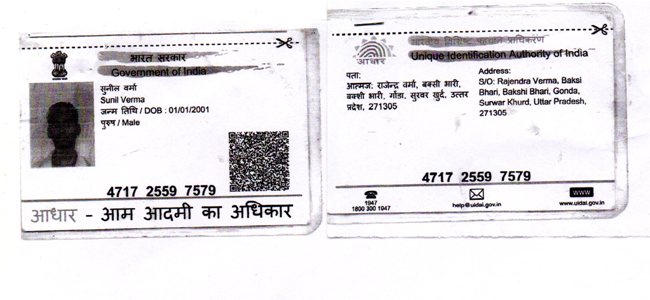 भारत सरकार
Government of India
सुनील वर्मा
Sunil Verma
जन्म तिथि / DOB : 01/01/2001
पुरुष / Male
4717 2559 7579
आधार - आम आदमी का अधिकार
भारतीय विशिष्ट पहचान प्राधिकरण
Unique Identification Authority of India
आधार
पता:
आत्मज: राजेन्द्र वर्मा, बक्सी भारी,
बक्शी भारी, गोंडा, सुरवर खुर्द, उत्तर
प्रदेश, 271305
Address:
S/O: Rajendra Verma, Baksi
Bhari, Bakshi Bhari, Gonda,
Surwar Khurd, Uttar Pradesh,
271305
4717 2559 7579
1947
1800 300 1947
help@uidai.gov.in
WWW
www.uidai.gov.in